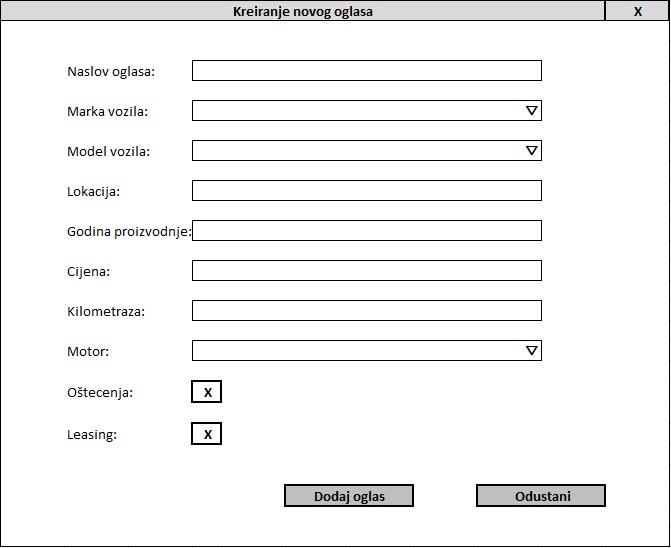 Kreiranje novog oglasa X
Naslov oglasa:
Marka vozila:
Model vozila:
Lokacija:
Godina proizvodnje:
Cijena:
Kilometraza:
Motor:
Oštecenja: X
Leasing: X
Dodaj oglas Odustani